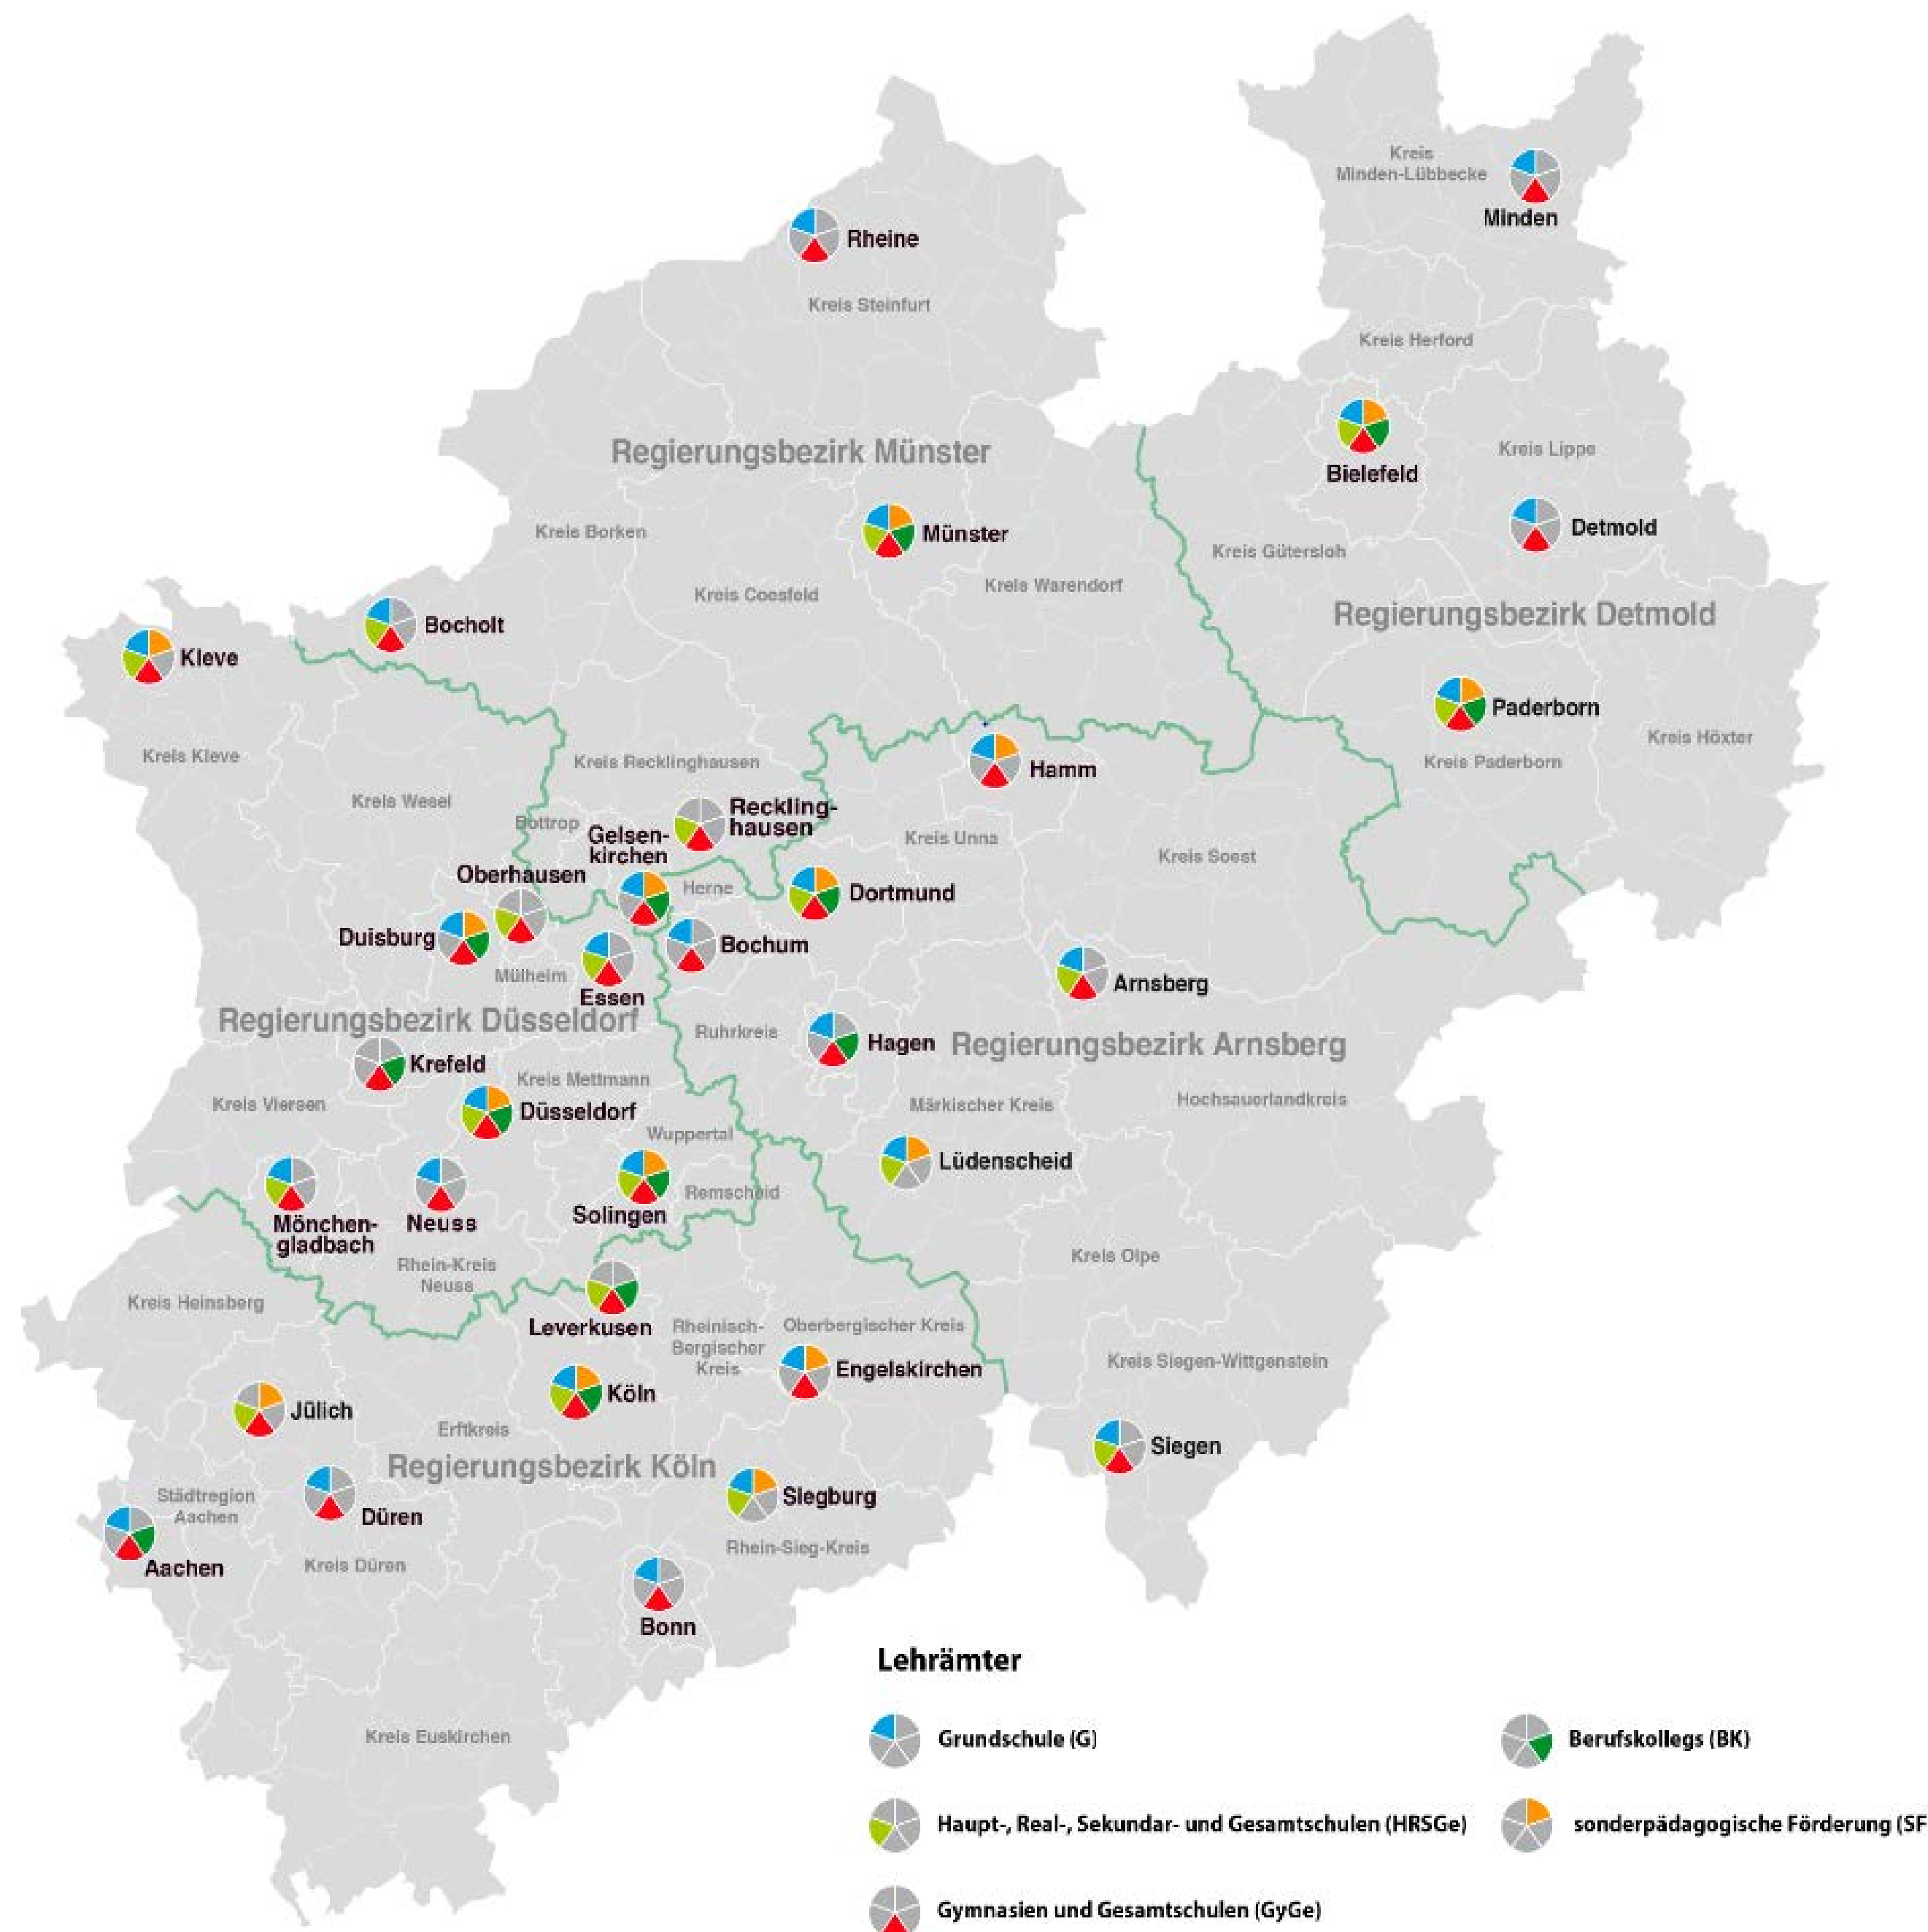 Kreis
Minden-Lübbecke
Minden
Rheine
Kreis Steinfurt
Kreis Herford
Regierungsbezirk Münster
Bielefeld
Kreis Lippe
Kreis Borken
Münster
Detmold
Kreis Gütersloh
Kreis Coesfeld
Kreis Warendorf
Regierungsbezirk Detmold
Bocholt
Kleve
Paderborn
Kreis Höxter
Kreis Kleve
Kreis Recklinghausen
Hamm
Kreis Paderborn
Kreis Wesel
Reckling-
hausen
Bottrop
Gelsen-
kirchen
Kreis Unna
Kreis Soest
Oberhausen
Herne
Dortmund
Duisburg
Bochum
Mülheim
Arnsberg
Essen
Regierungsbezirk Düsseldorf
Ruhrkreis
Hagen
Regierungsbezirk Arnsberg
Krefeld
Kreis Mettmann
Kreis Viersen
Düsseldorf
Märkischer Kreis
Hochsauerlandkreis
Wuppertal
Lüdenscheid
Remscheid
Solingen
Mönchen-
gladbach
Neuss
Rhein-Kreis
Neuss
Kreis Olpe
Kreis Heinsberg
Leverkusen
Rheinisch-
Bergischer
Kreis
Oberbergischer Kreis
Kreis Siegen-Wittgenstein
Engelskirchen
Köln
Jülich
Erftkreis
Siegen
Regierungsbezirk Köln
Städtregion
Aachen
Siegburg
Düren
Rhein-Sieg-Kreis
Aachen
Kreis Düren
Bonn
Kreis Euskirchen
Lehrämter
Grundschule (G)
Berufskollegs (BK)
Haupt-, Real-, Sekundar- und Gesamtschulen (HRSGe)
sonderpädagogische Förderung (SF
Gymnasien und Gesamtschulen (GyGe)